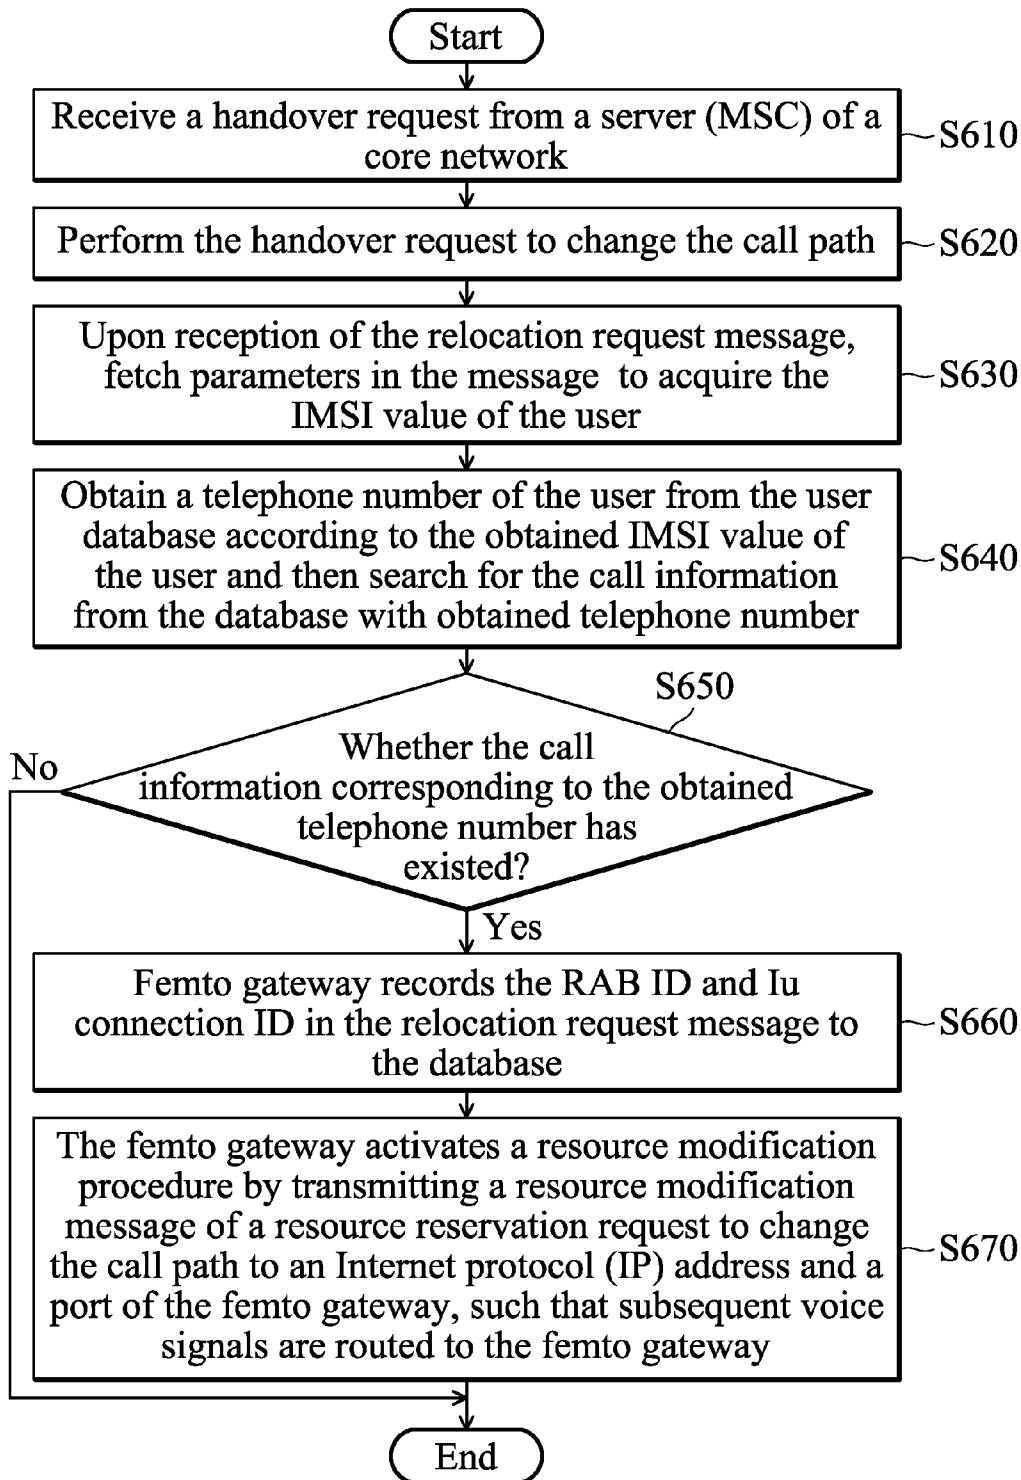 Start
Receive a handover request from a server (MSC) of a
core network
S610
Perform the handover request to change the call path
S620
Upon reception of the relocation request message,
fetch parameters in the message to acquire the
IMSI value of the user
S630
Obtain a telephone number of the user from the user
database according to the obtained IMSI value of
the user and then search for the call information
from the database with obtained telephone number
S640
S650
Whether the call
information corresponding to the obtained
telephone number has
existed?
No
Yes
Femto gateway records the RAB ID and Iu
connection ID in the relocation request message to
the database
S660
The femto gateway activates a resource modification
procedure by transmitting a resource modification
message of a resource reservation request to change
the call path to an Internet protocol (IP) address and a
port of the femto gateway, such that subsequent voice
signals are routed to the femto gateway
S670
End